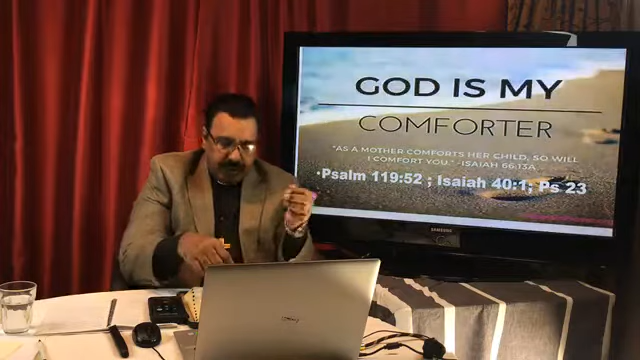 GOD IS MY
COMFORTER
"AS A MOTHER COMFORTS HER CHILD, SO WILL
I COMFORT YOU." -ISAIAH 66:13A
•Psalm 119:52 ; Isaiah 40:1; Ps 23
SAMSUNG
DELL